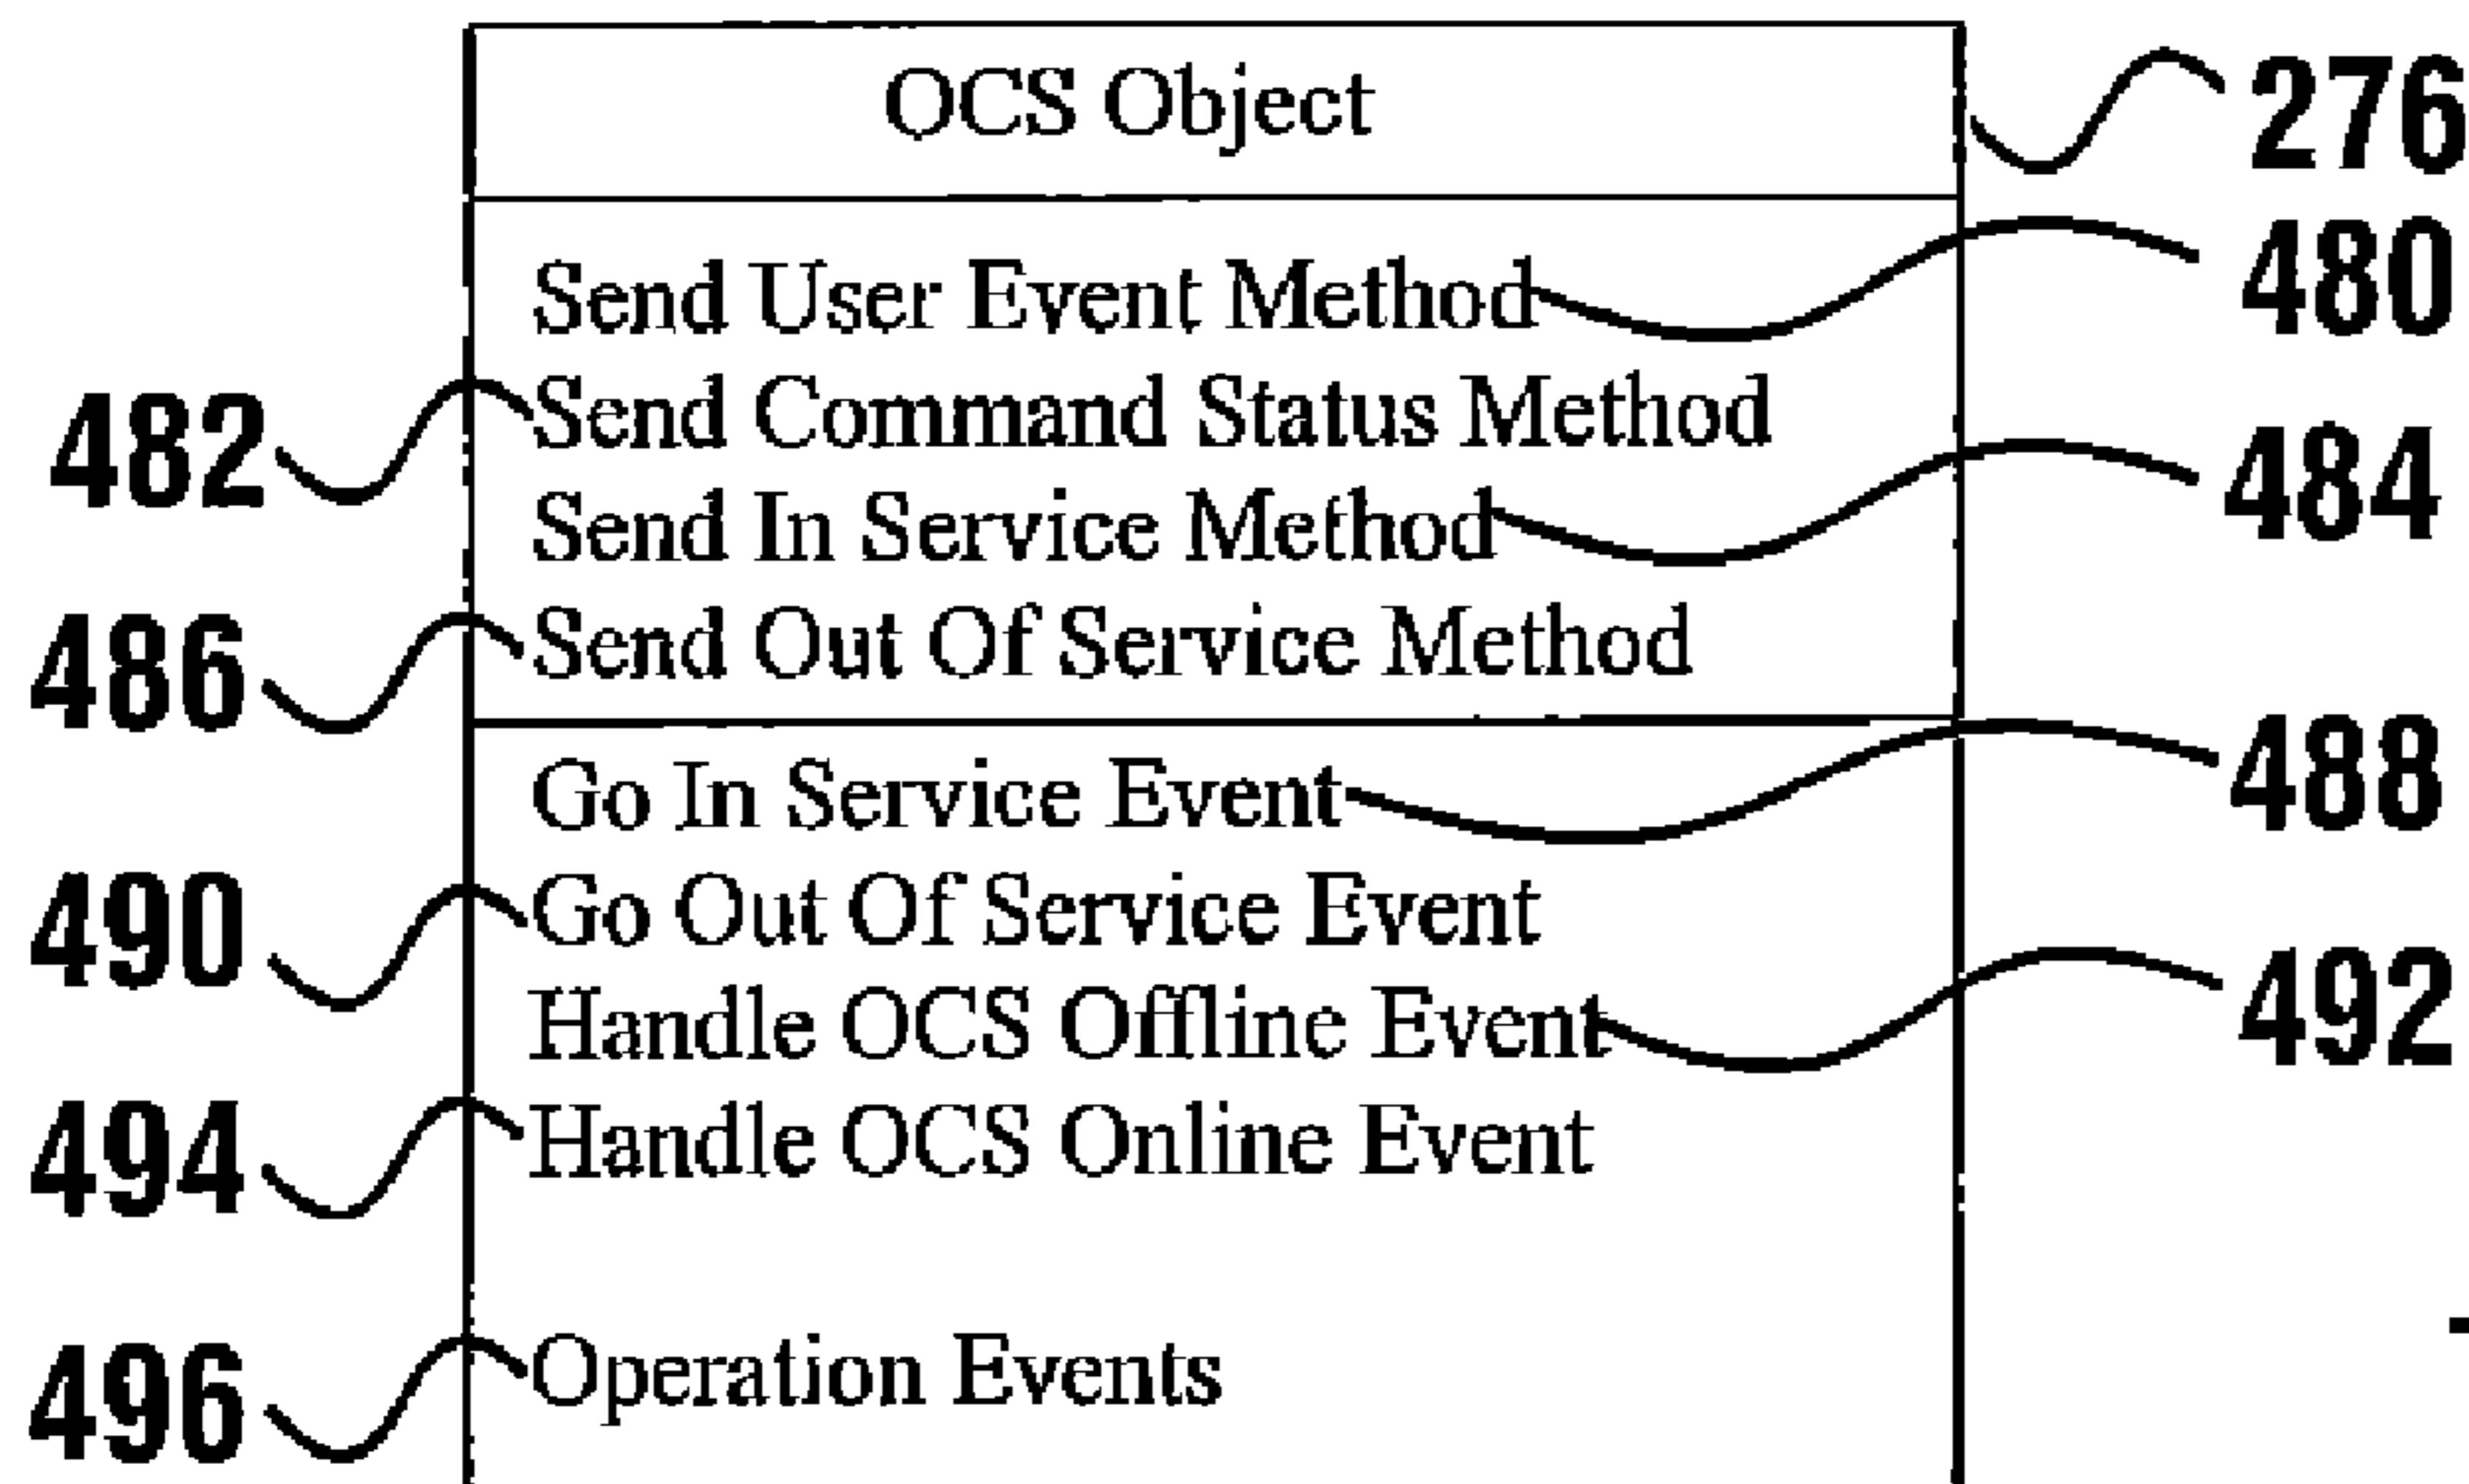 OCS Object 276
Send User Event Method 480
482 Send Command Status Method
Send In Service Method 484
486 Send Out Of Service Method
Go In Service Event 488
490 Go Out Of Service Event
Handle OCS Offline Event 492
494 Handle OCS Online Event
496 Operation Events